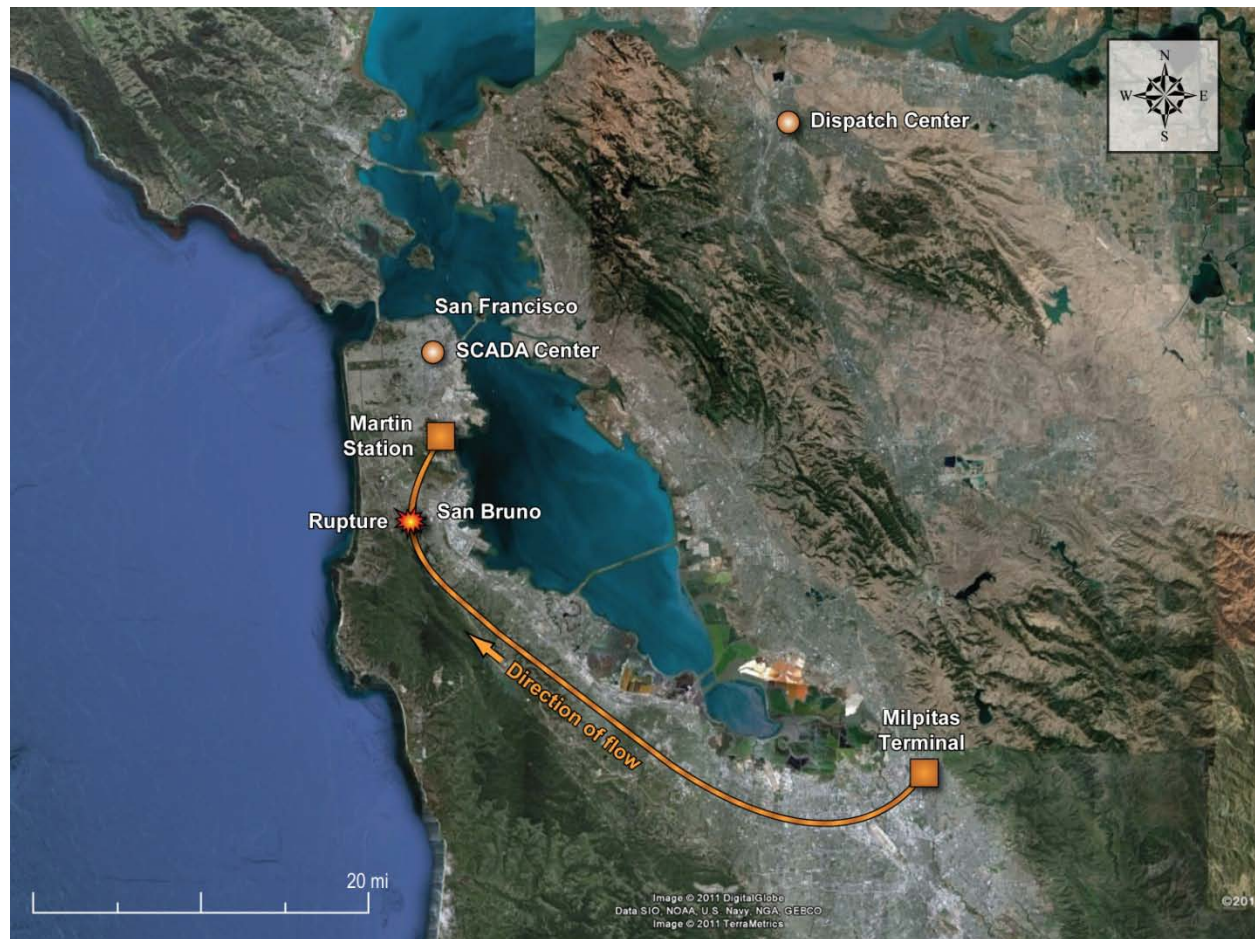 N
W E
S
Dispatch Center
San Francisco
SCADA Center
Martin
Station
Rupture
San Bruno
Direction of flow
Milpitas
Terminal
20 mi
Image © 2011 DigitalGlobe
Data SIO, NOAA, U.S. Navy, NGA, GEBCO
Image © 2011 TerraMetrics
©201